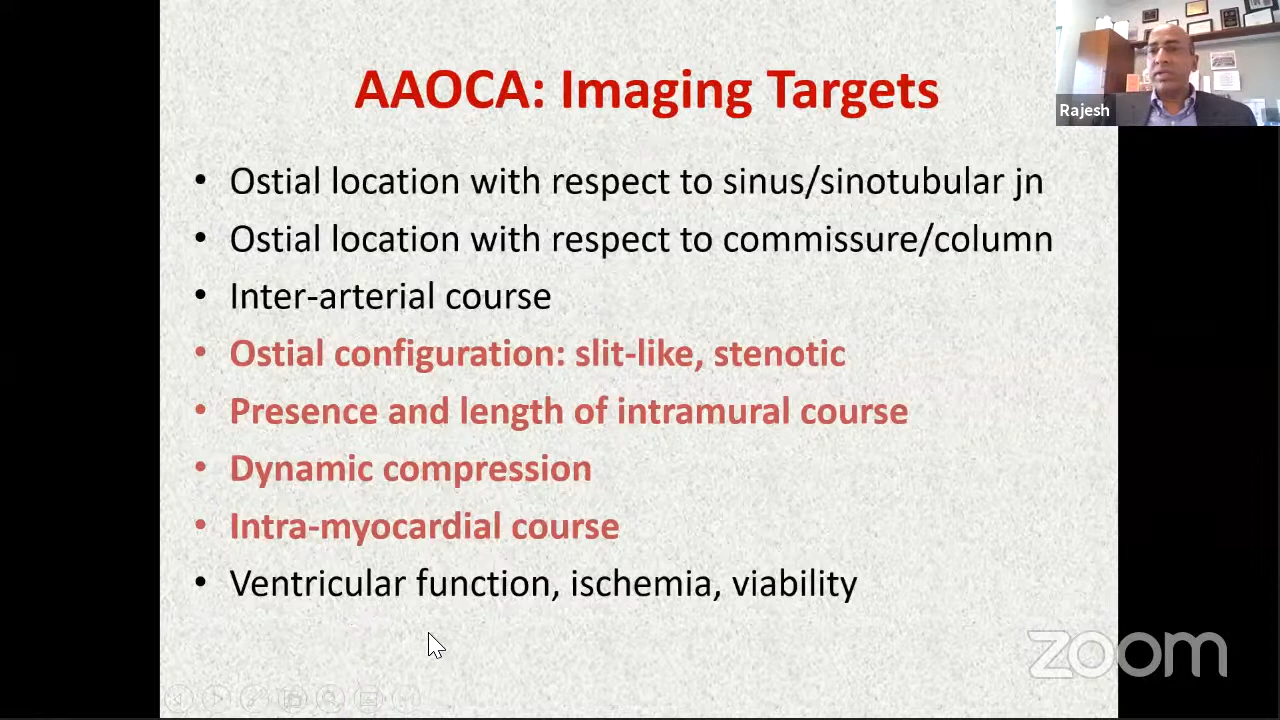 AAOCA: Imaging Targets
Rajesh
• Ostial location with respect to sinus/sinotubular jn
• Ostial location with respect to commissure/column
• Inter-arterial course
• Ostial configuration: slit-like, stenotic
• Presence and length of intramural course
• Dynamic compression
• Intra-myocardial course
• Ventricular function, ischemia, viability
zoom